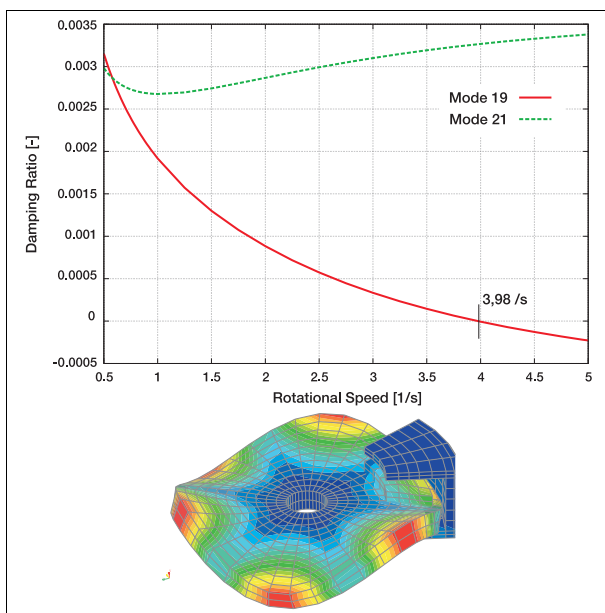 0.0035
0.003
0.0025
0.002
0.0015
0.001
0.0005
0
-0.0005
Damping Ratio [-]
Mode 19
Mode 21
3,98 /s
0.5 1 1.5 2 2.5 3 3.5 4 4.5 5
Rotational Speed [1/s]